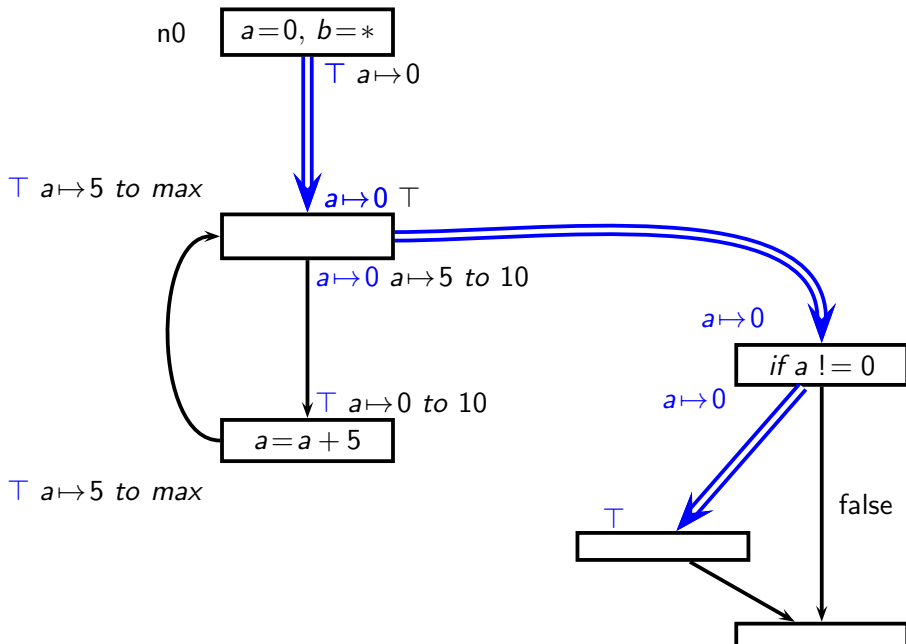 n0
a=0, b=∗
⊤ a↦0
⊤ a↦5 to max
a↦0 ⊤
a↦0 a↦5 to 10
a↦0
if a != 0
a↦0
⊤ a↦0 to 10
a=a+5
⊤ a↦5 to max
false
⊤